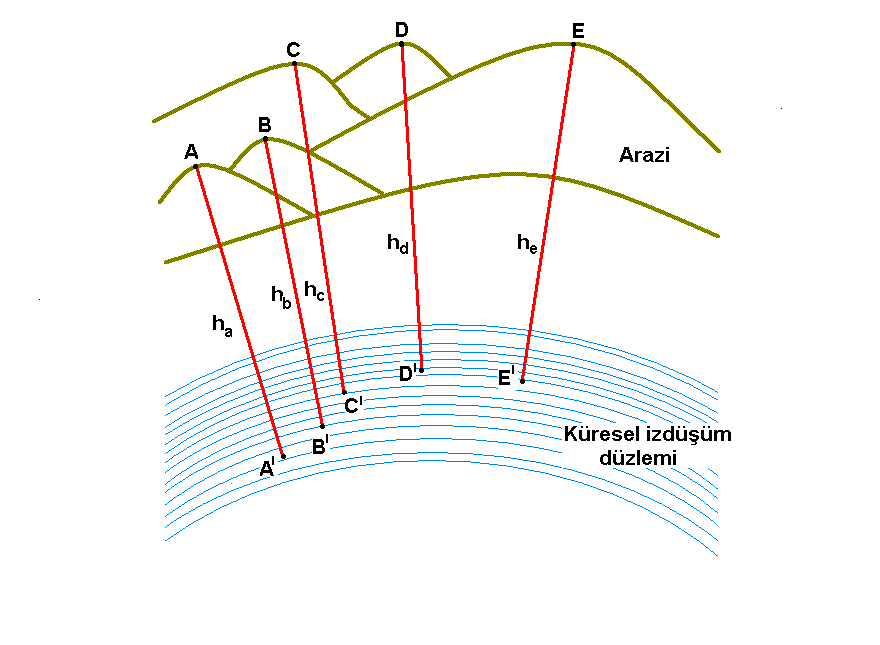 C
D
E
B
A
Arazi
hd
he
hb
hc
ha
D'
E'
C'
B'
A'
Küresel izdüşüm
düzlemi